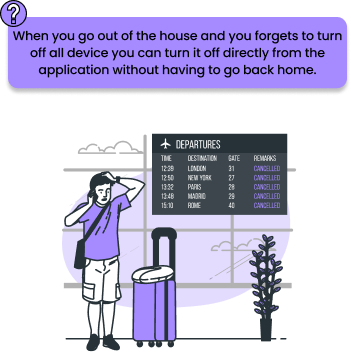 ?
When you go out of the house and you forgets to turn
off all device you can turn it off directly from the
application without having to go back home.
DEPARTURES
TIME DESTINATION GATE REMARKS
12:39 LONDON 31 CANCELLED
12:50 NEW YORK 27 CANCELLED
13:32 PARIS 28 CANCELLED
13:48 MADRID 29 CANCELLED
15:10 ROME 40 CANCELLED